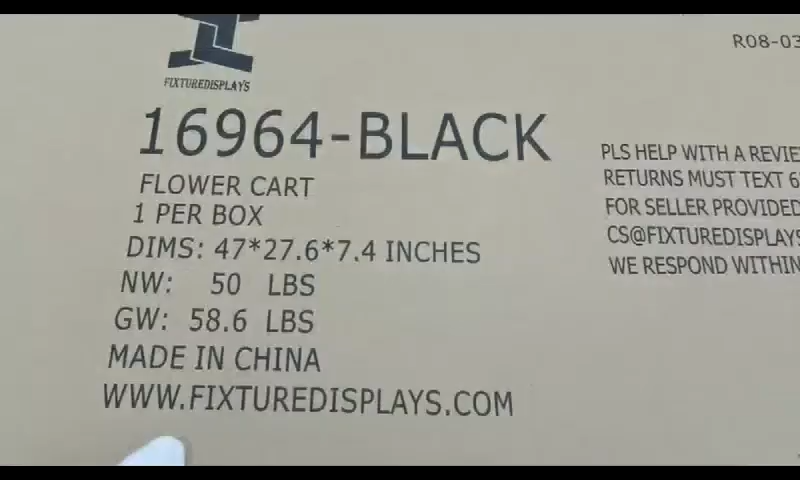 R08-03
FIXTUREDISPLAYS
16964-BLACK
FLOWER CART
1 PER BOX
DIMS: 47*27.6*7.4 INCHES
NW: 50 LBS
GW: 58.6 LBS
MADE IN CHINA
WWW.FIXTUREDISPLAYS.COM
PLS HELP WITH A REVIE
RETURNS MUST TEXT 6
FOR SELLER PROVIDED
CS@FIXTUREDISPLAYS
WE RESPOND WITHIN